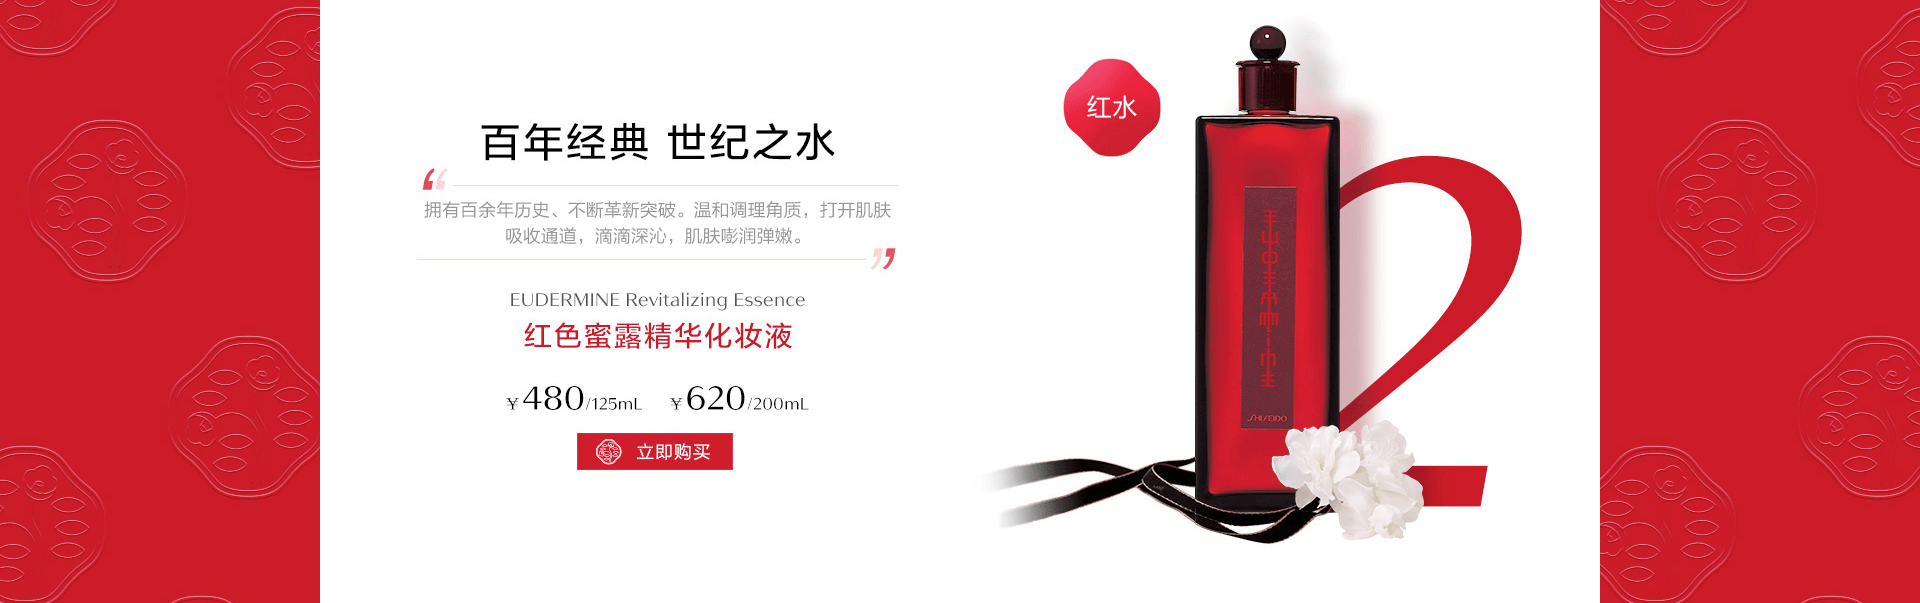 百年经典 世纪之水
“
拥有百余年历史、不断革新突破。温和调理角质，打开肌肤
吸收通道，滴滴深沁，肌肤嘭润弹嫩。
”
EUDERMINE Revitalizing Essence
红色蜜露精华化妆液
¥480/125mL ¥620/200mL
立即购买
红水
EUDERMINE
SHISEIDO
2